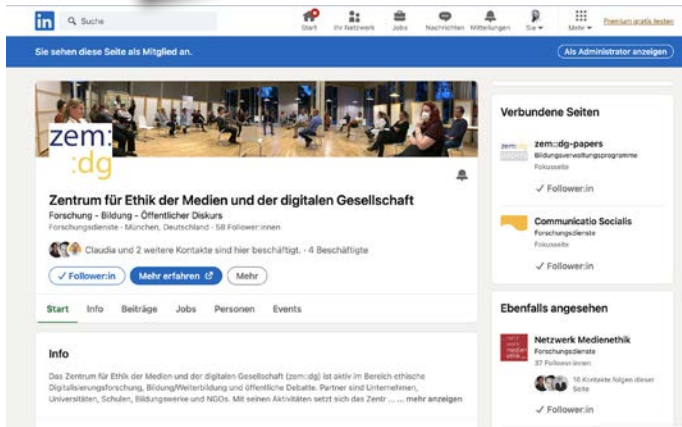 in
Suche
Start
Ihr Netzwerk
Jobs
Nachrichten
Mitteilungen
Sie
Mehr
Premium gratis testen
Sie sehen diese Seite als Mitglied an.
Als Administrator anzeigen
zem:
:dg
Zentrum für Ethik der Medien und der digitalen Gesellschaft
Forschung - Bildung - Öffentlicher Diskurs
Forschungsdienste · München, Deutschland · 58 Follower:innen
Claudia und 2 weitere Kontakte sind hier beschäftigt. · 4 Beschäftigte
✓ Follower:in
Mehr erfahren
Mehr
Start Info Beiträge Jobs Personen Events
Info
Das Zentrum für Ethik der Medien und der digitalen Gesellschaft (zem::dg) ist aktiv im Bereich ethische
Digitalisierungsforschung, Bildung/Weiterbildung und öffentliche Debatte. Partner sind Unternehmen,
Universitäten, Schulen, Bildungswerke und NGOs. Mit seinen Aktivitäten setzt sich das Zentr ... ... mehr anzeigen
Verbundene Seiten
zem::dg-papers
Bildungsverwaltungsprogramme
Fokusseite
✓ Follower:in
Communicatio Socialis
Forschungsdienste
Fokusseite
✓ Follower:in
Ebenfalls angesehen
Netzwerk Medienethik
Forschungsdienste
37 Follower:innen
16 Kontakte folgen dieser
Seite
✓ Follower:in